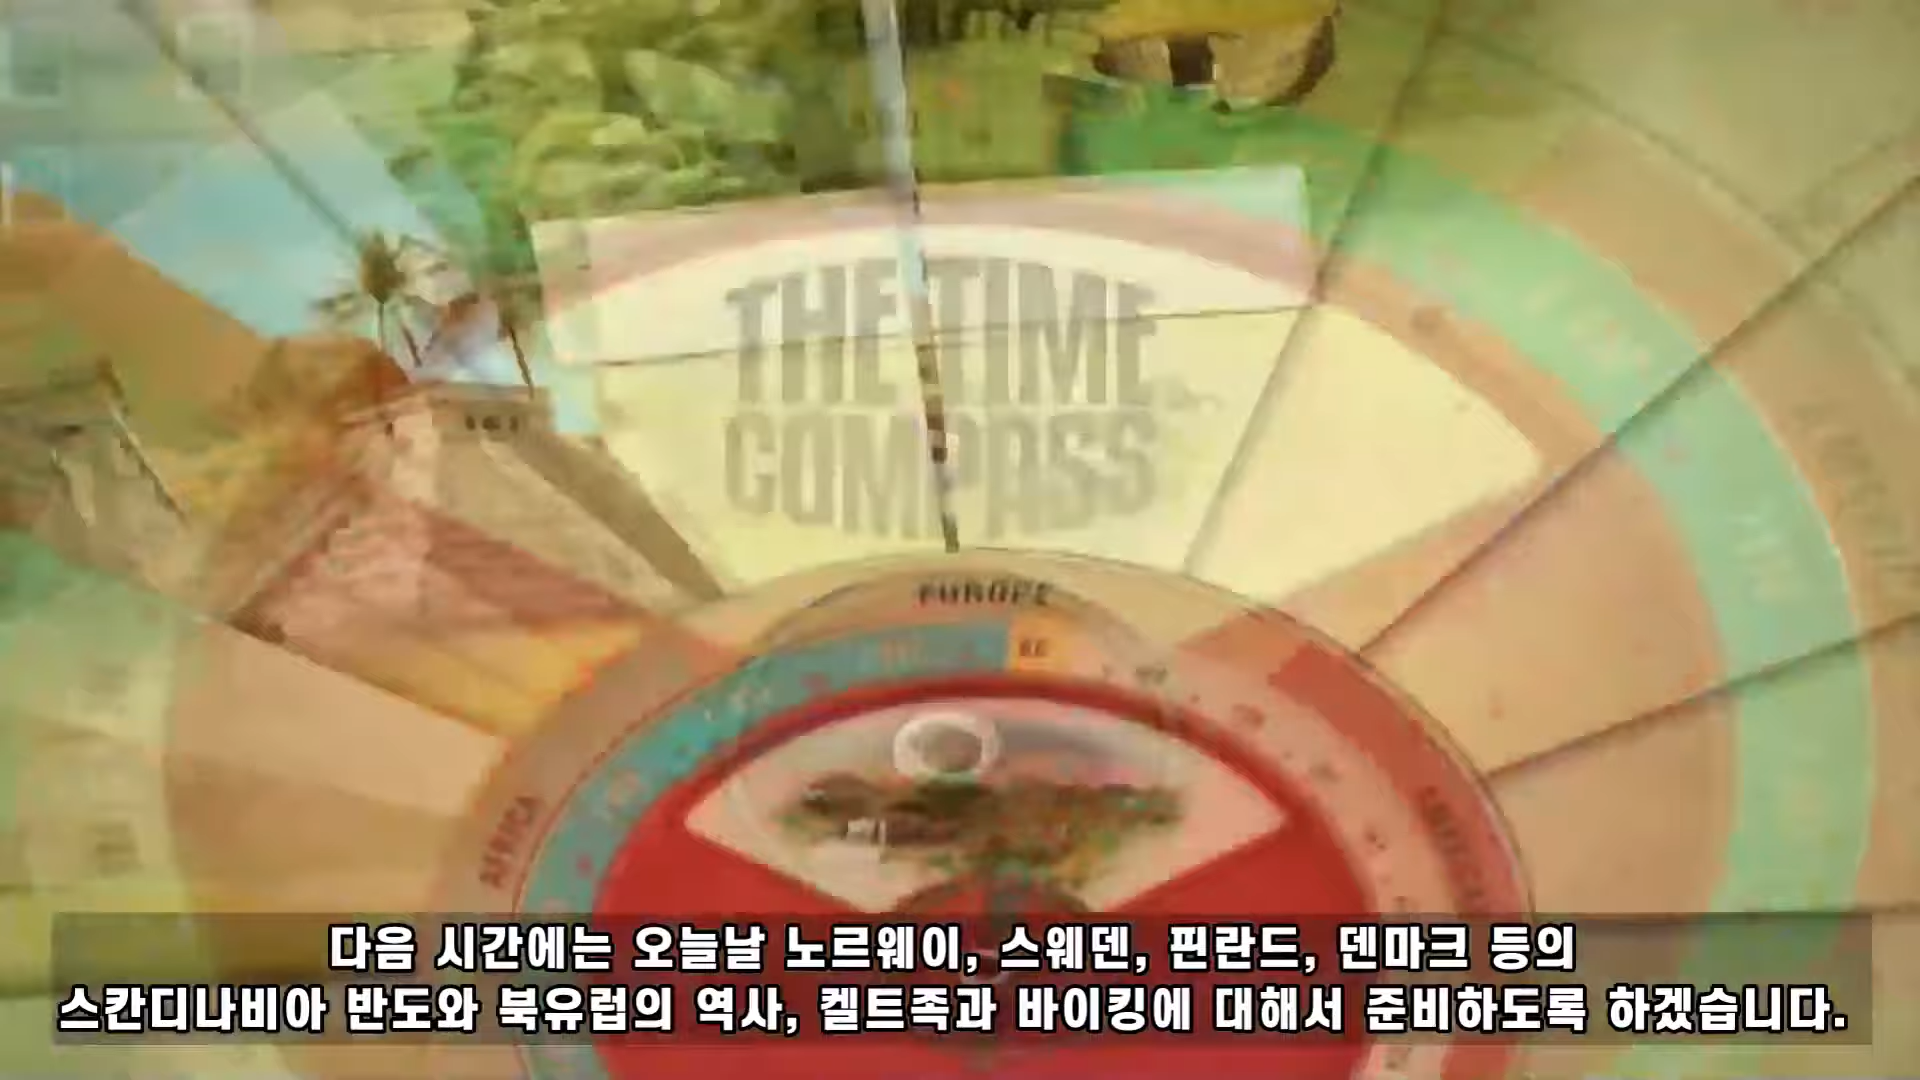 THE TIME
COMPASS
EUROPE
AFRICA
다음 시간에는 오늘날 노르웨이, 스웨덴, 핀란드, 덴마크 등의
스칸디나비아 반도와 북유럽의 역사, 켈트족과 바이킹에 대해서 준비하도록 하겠습니다.